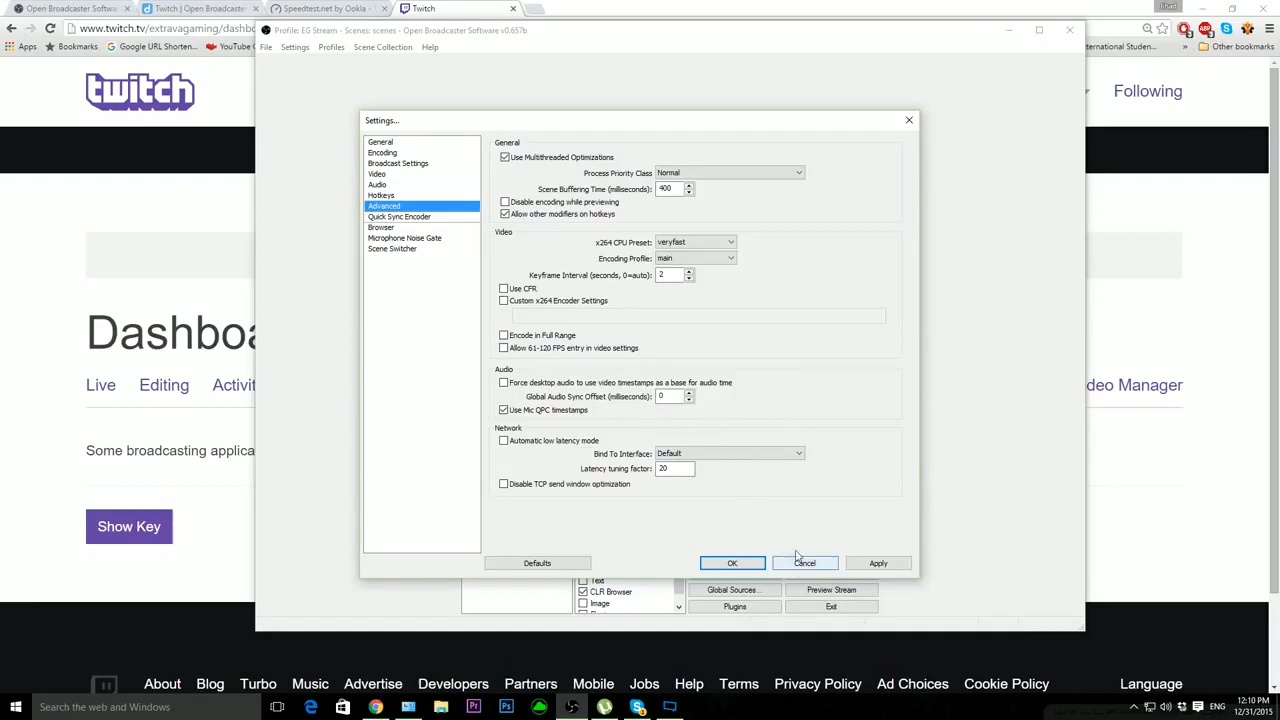 Open Broadcaster Softwar
Twitch | Open Broadcaster
Speedtest.net by Ookla - T
Twitch
Jihad
https://www.twitch.tv/extravagaming/dashbo
Apps
Bookmarks
Google URL Shorten...
YouTube C
ternational Studen...
»
Other bookmarks
twitch
Following
Profile: EG Stream - Scenes: scenes - Open Broadcaster Software v0.657b
File
Settings
Profiles
Scene Collection
Help
Settings...
General
Encoding
Broadcast Settings
Video
Audio
Hotkeys
Advanced
Quick Sync Encoder
Browser
Microphone Noise Gate
Scene Switcher
General
Use Multithreaded Optimizations
Process Priority Class
Normal
Scene Buffering Time (milliseconds):
400
Disable encoding while previewing
Allow other modifiers on hotkeys
Video
x264 CPU Preset:
veryfast
Encoding Profile:
main
Keyframe Interval (seconds, 0=auto):
2
Use CFR
Custom x264 Encoder Settings
Encode in Full Range
Allow 61-120 FPS entry in video settings
Audio
Force desktop audio to use video timestamps as a base for audio time
Global Audio Sync Offset (milliseconds):
0
Use Mic QPC timestamps
Network
Automatic low latency mode
Bind To Interface:
Default
Latency tuning factor:
20
Disable TCP send window optimization
Defaults
OK
Cancel
Apply
Text
CLR Browser
Image
Global Sources...
Preview Stream
Plugins
Exit
Dashboa
Live
Editing
Activit
deo Manager
Some broadcasting applica
Show Key
About
Blog
Turbo
Music
Advertise
Developers
Partners
Mobile
Jobs
Help
Terms
Privacy Policy
Ad Choices
Cookie Policy
Language
Search the web and Windows
ENG
12:10 PM
12/31/2015